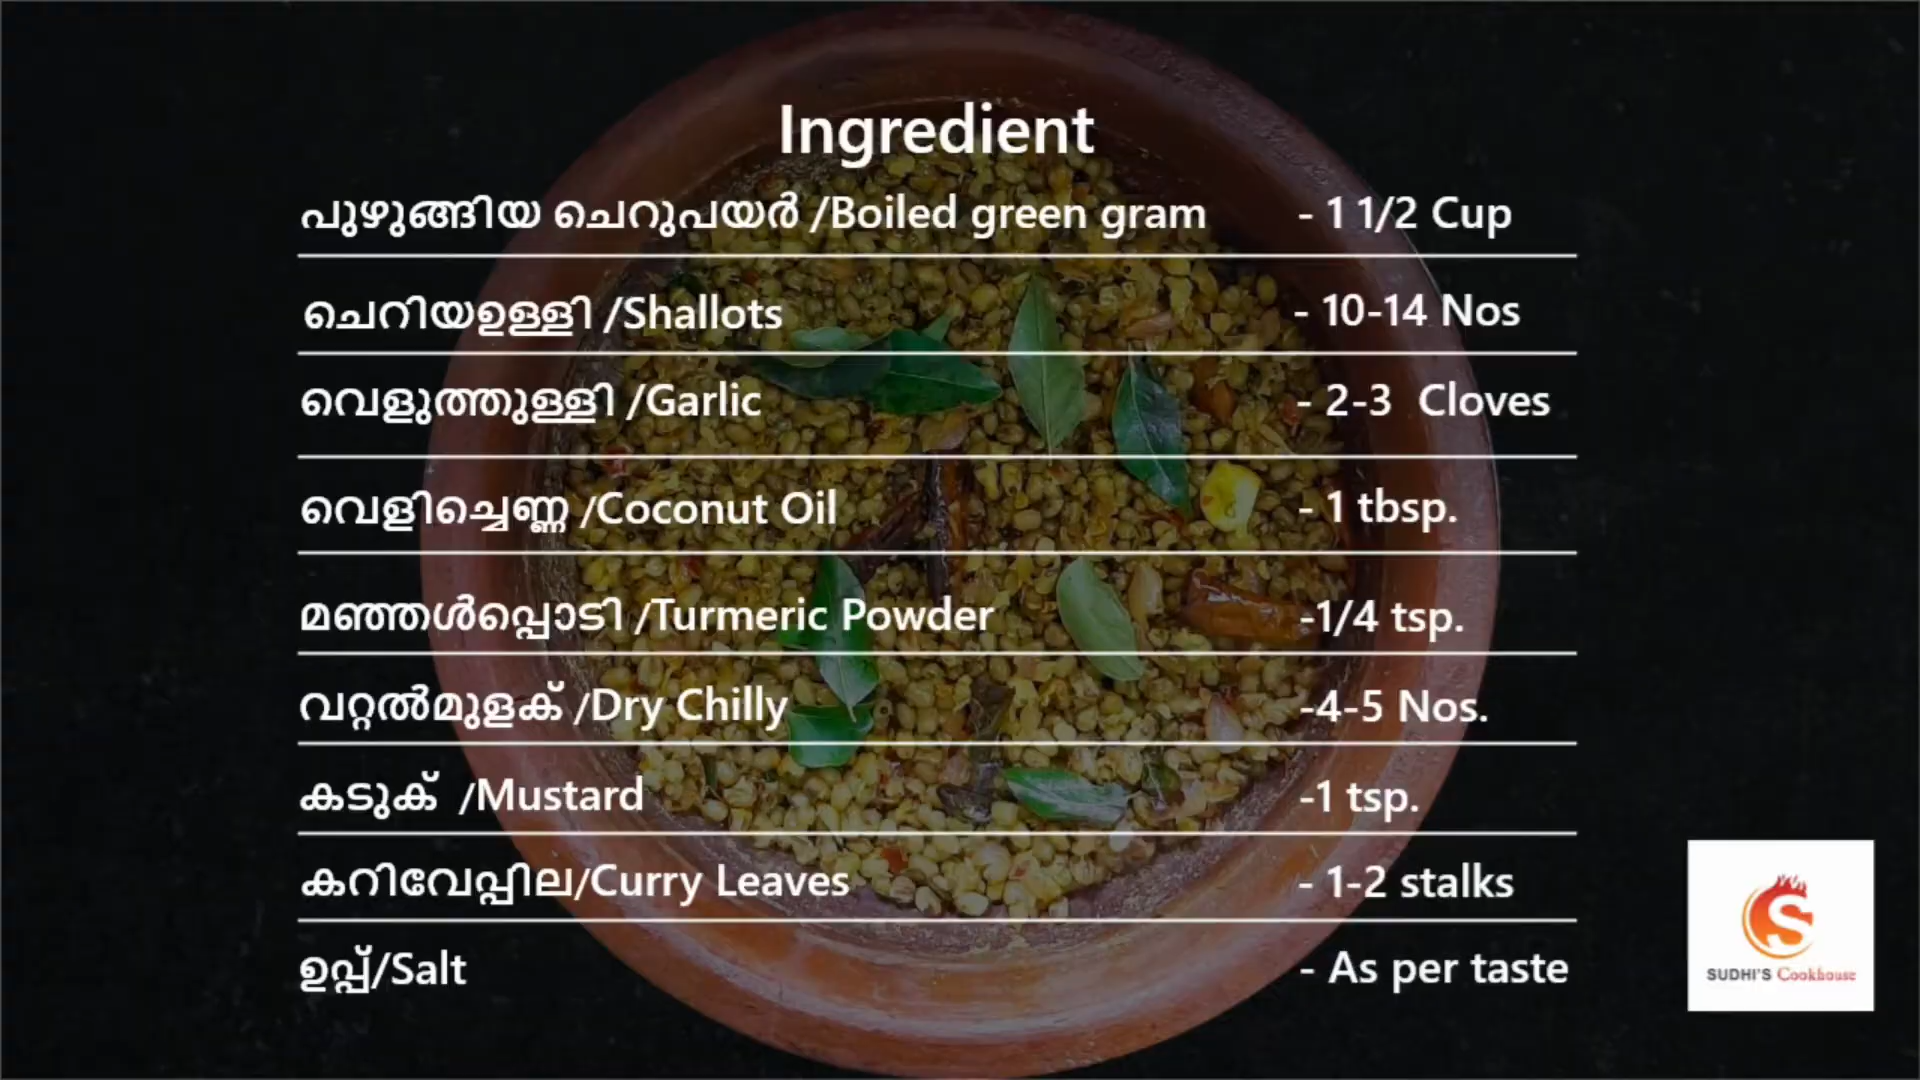 Ingredient
പുഴുങ്ങിയ ചെറുപയർ /Boiled green gram - 1 1/2 Cup
ചെറിയഉള്ളി /Shallots - 10-14 Nos
വെളുത്തുള്ളി /Garlic - 2-3 Cloves
വെളിച്ചെണ്ണ /Coconut Oil - 1 tbsp.
മഞ്ഞൾപ്പൊടി /Turmeric Powder -1/4 tsp.
വറ്റൽമുളക് /Dry Chilly -4-5 Nos.
കടുക് /Mustard -1 tsp.
കറിവേപ്പില/Curry Leaves - 1-2 stalks
ഉപ്പ്/Salt - As per taste
SUDHI'S Cookhouse